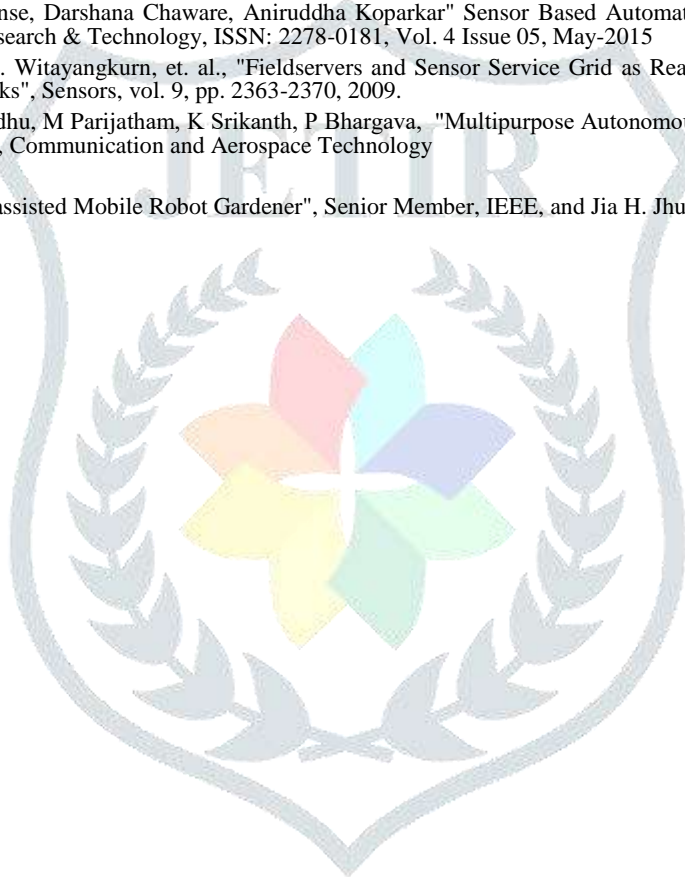 nse, Darshana Chaware, Aniruddha Koparkar" Sensor Based Automat
search & Technology, ISSN: 2278-0181, Vol. 4 Issue 05, May-2015
. Witayangkurn, et. al., "Fieldservers and Sensor Service Grid as Rea
ks", Sensors, vol. 9, pp. 2363-2370, 2009.
dhu, M Parijatham, K Srikanth, P Bhargava, "Multipurpose Autonomou
, Communication and Aerospace Technology
JETIR
assisted Mobile Robot Gardener", Senior Member, IEEE, and Jia H. Jhu